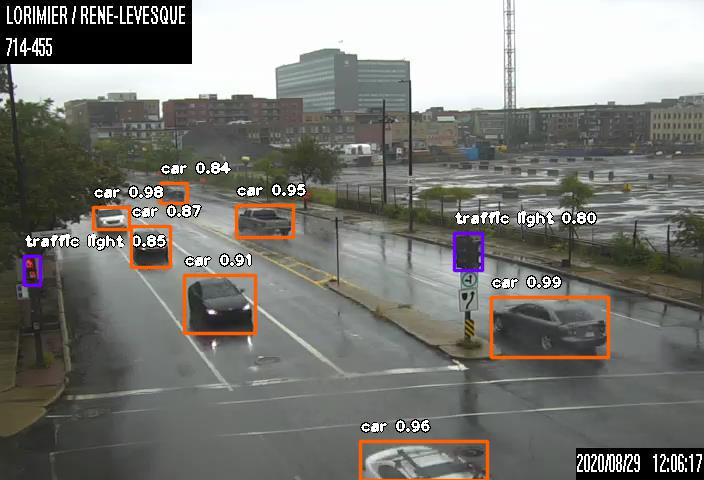 LORIMIER / RENE-LEVESQUE
714-455
car 0.84
car 0.98
car 0.87
car 0.95
traffic light 0.80
traffic light 0.85
car 0.91
car 0.99
car 0.96
2020/08/29 12:06:17